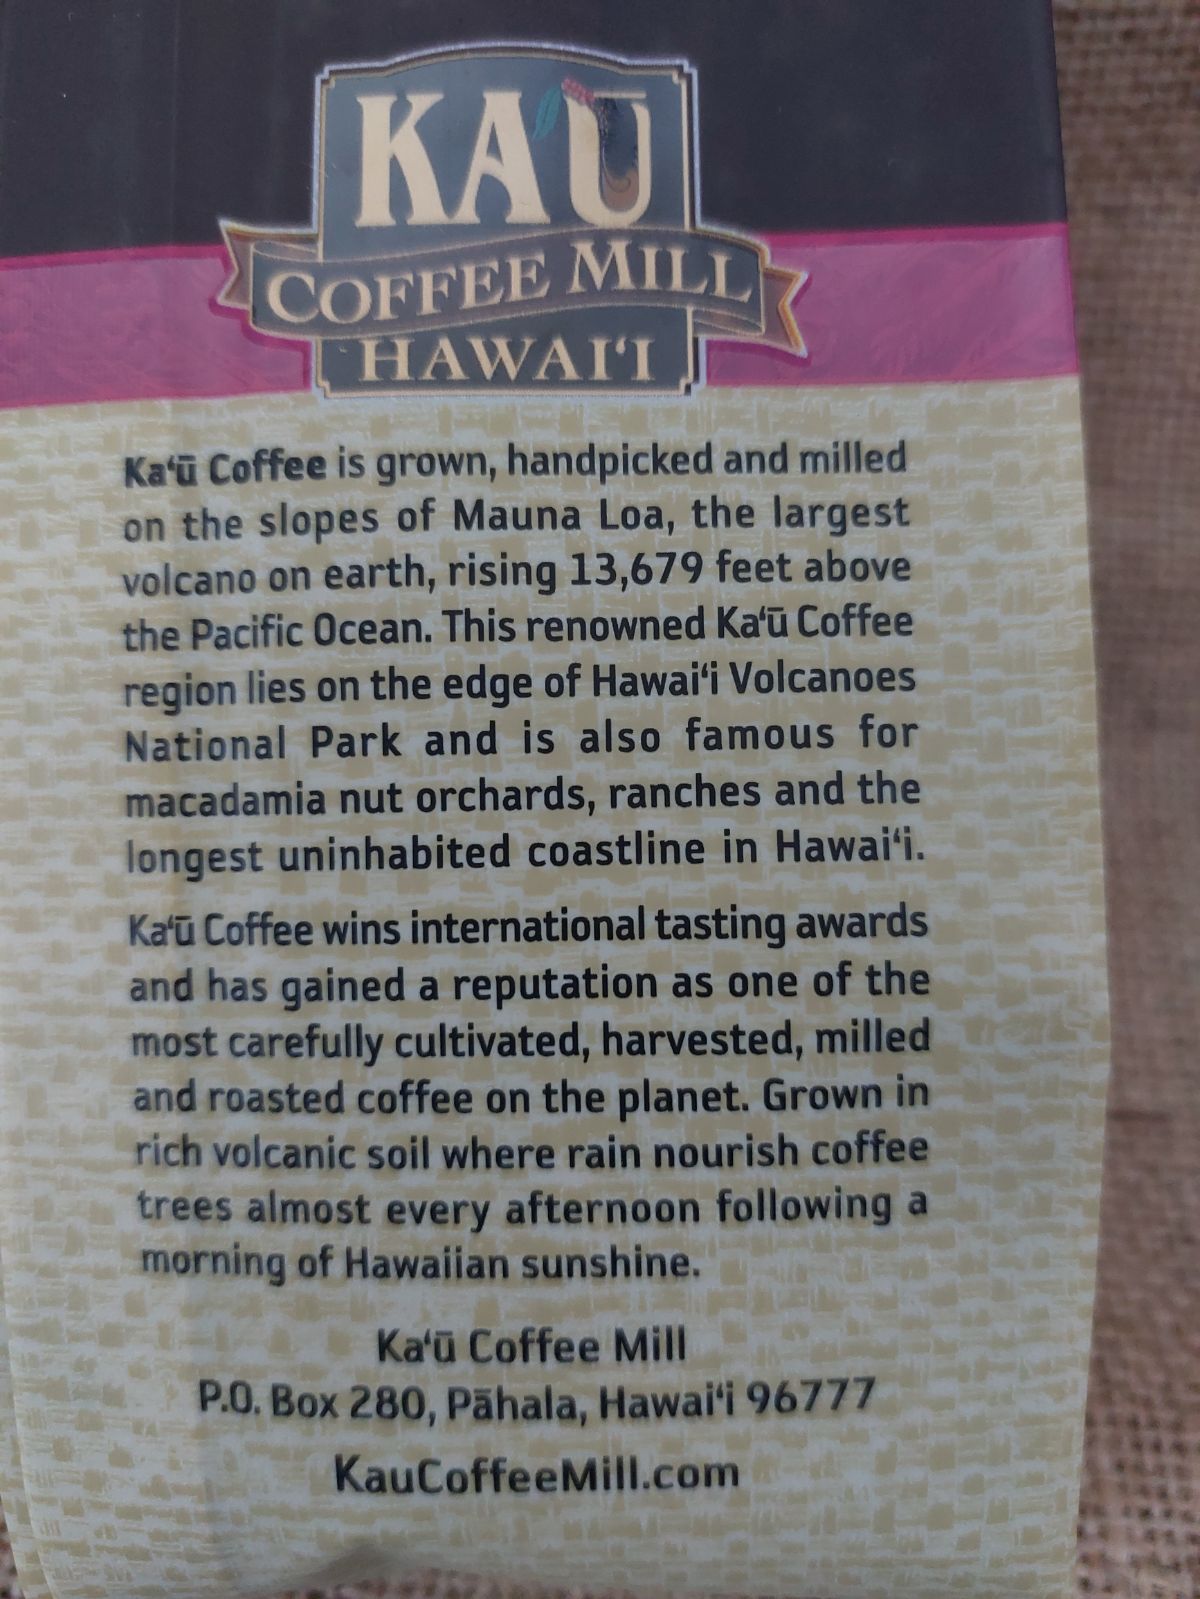 KAʻŪ
COFFEE MILL
HAWAIʻI
Kaʻū Coffee is grown, handpicked and milled
on the slopes of Mauna Loa, the largest
volcano on earth, rising 13,679 feet above
the Pacific Ocean. This renowned Kaʻū Coffee
region lies on the edge of Hawaiʻi Volcanoes
National Park and is also famous for
macadamia nut orchards, ranches and the
longest uninhabited coastline in Hawaiʻi.
Kaʻū Coffee wins international tasting awards
and has gained a reputation as one of the
most carefully cultivated, harvested, milled
and roasted coffee on the planet. Grown in
rich volcanic soil where rain nourish coffee
trees almost every afternoon following a
morning of Hawaiian sunshine.
Kaʻū Coffee Mill
P.O. Box 280, Pāhala, Hawaiʻi 96777
KauCoffeeMill.com